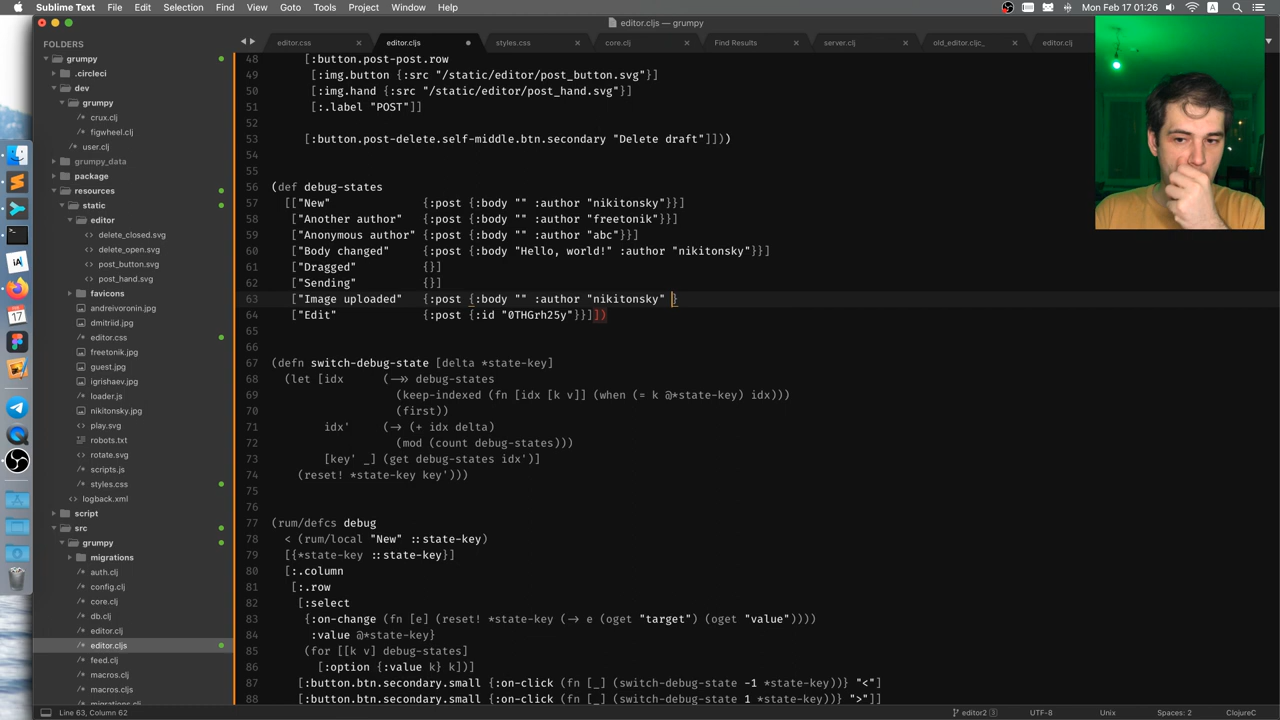 Sublime Text File Edit Selection Find View Goto Tools Project Window Help Mon Feb 17 01:26
editor.cljs — grumpy
FOLDERS
grumpy
.circleci
dev
grumpy
crux.clj
figwheel.clj
user.clj
grumpy_data
package
resources
static
editor
delete_closed.svg
delete_open.svg
post_button.svg
post_hand.svg
favicons
andreivoronin.jpg
dmitriid.jpg
editor.css
freetonik.jpg
guest.jpg
igrishaev.jpg
loader.js
nikitonsky.jpg
play.svg
robots.txt
rotate.svg
scripts.js
styles.css
logback.xml
script
src
grumpy
migrations
auth.clj
config.clj
core.clj
db.clj
editor.clj
editor.cljs
feed.clj
macros.clj
macros.cljs
migrations.clj
editor.css editor.cljs styles.css core.clj Find Results server.clj old_editor.cljc_ editor.clj
48 [:button.post-post.row
49 [:img.button {:src "/static/editor/post_button.svg"}]
50 [:img.hand {:src "/static/editor/post_hand.svg"}]
51 [:.label "POST"]]
52
53 [:button.post-delete.self-middle.btn.secondary "Delete draft"]]))
54
55
56 (def debug-states
57 [["New" {:post {:body "" :author "nikitonsky"}}]
58 ["Another author" {:post {:body "" :author "freetonik"}}]
59 ["Anonymous author" {:post {:body "" :author "abc"}}]
60 ["Body changed" {:post {:body "Hello, world!" :author "nikitonsky"}}]
61 ["Dragged" {}]
62 ["Sending" {}]
63 ["Image uploaded" {:post {:body "" :author "nikitonsky" }
64 ["Edit" {:post {:id "0THGrh25y"}}]])
65
66
67 (defn switch-debug-state [delta *state-key]
68 (let [idx (->> debug-states
69 (keep-indexed (fn [idx [k v]] (when (= k @*state-key) idx)))
70 (first))
71 idx' (-> (+ idx delta)
72 (mod (count debug-states)))
73 [key' _] (get debug-states idx')]
74 (reset! *state-key key')))
75
76
77 (rum/defcs debug
78 < (rum/local "New" ::state-key)
79 [{*state-key ::state-key}]
80 [:.column
81 [:.row
82 [:select
83 {:on-change (fn [e] (reset! *state-key (-> e (oget "target") (oget "value"))))
84 :value @*state-key}
85 (for [[k v] debug-states]
86 [:option {:value k} k])]
87 [:button.btn.secondary.small {:on-click (fn [_] (switch-debug-state -1 *state-key))} "<"]
88 [:button.btn.secondary.small {:on-click (fn [_] (switch-debug-state 1 *state-key))} ">"]]
Line 63, Column 62 editor2 3 UTF-8 Unix Spaces: 2 ClojureC